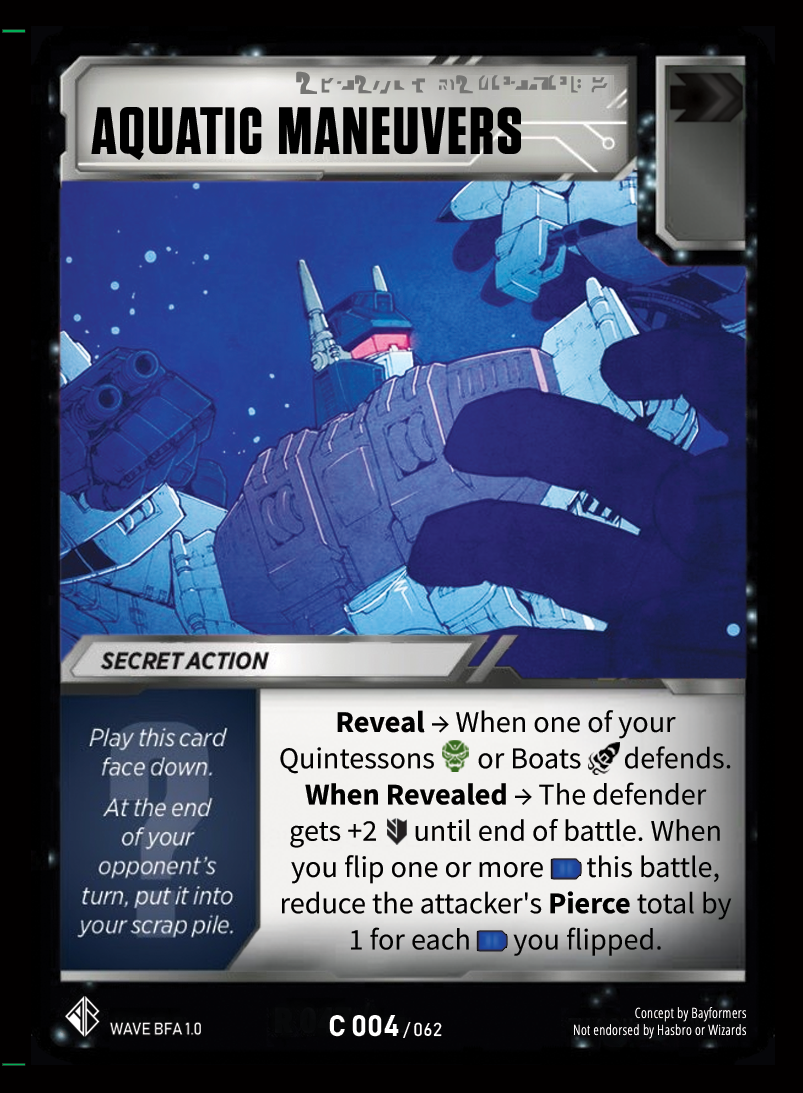 AQUATIC MANEUVERS
SECRET ACTION
Play this card
face down.
At the end
of your
opponent's
turn, put it into
your scrap pile.
Reveal → When one of your
Quintessons or Boats defends.
When Revealed → The defender
gets +2 until end of battle. When
you flip one or more this battle,
reduce the attacker's Pierce total by
1 for each you flipped.
WAVE BFA 1.0
C 004/062
Concept by Bayformers
Not endorsed by Hasbro or Wizards